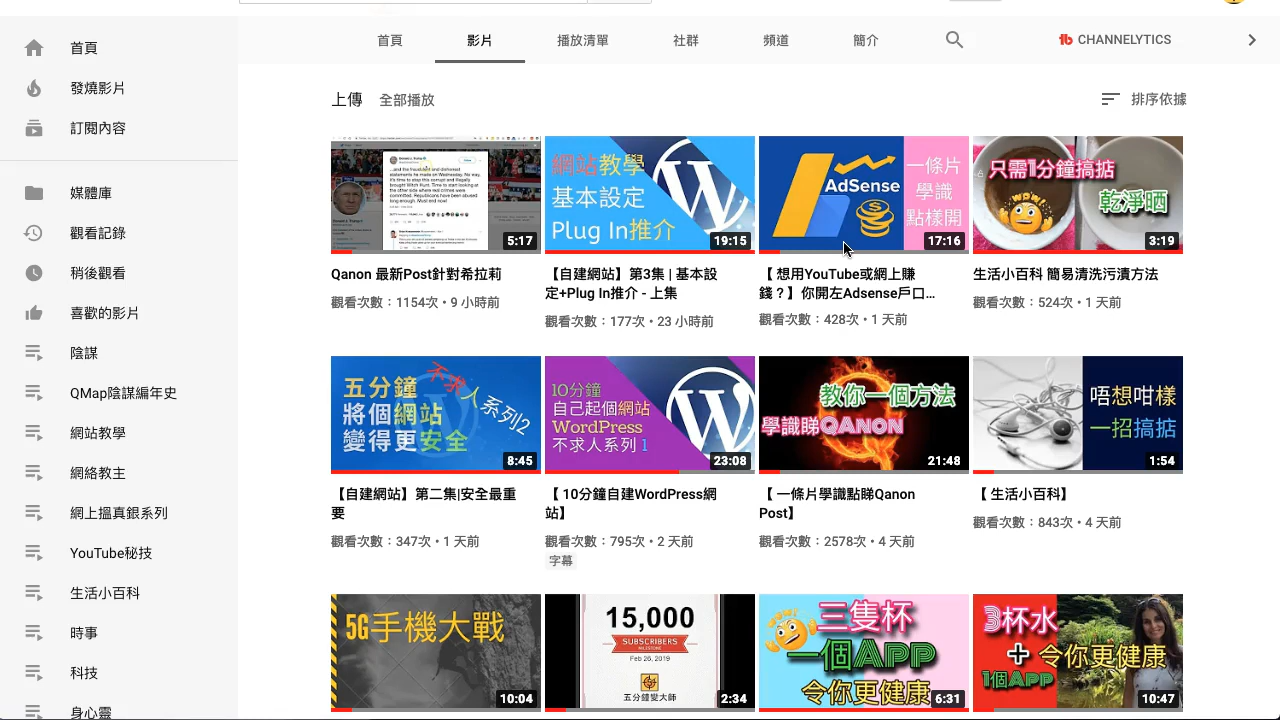 首頁
影片
播放清單
社群
頻道
簡介
CHANNELYTICS
首頁
發燒影片
訂閱內容
媒體庫
觀看記錄
稍後觀看
喜歡的影片
陰謀
QMap陰謀編年史
網站教學
網絡教主
網上搵真銀系列
YouTube秘技
生活小百科
時事
科技
身心靈
上傳
全部播放
排序依據
5:17
Qanon 最新Post針對希拉莉
觀看次數：1154次・9 小時前
網站教學
基本設定
Plug In推介
19:15
【自建網站】第3集 | 基本設
定+Plug In推介 - 上集
觀看次數：177次・23 小時前
AdSense
一條片
學識
點樣開
17:16
【 想用YouTube或網上賺
錢？】你開左Adsense戶口...
觀看次數：428次・1 天前
只需1分鐘搞掂
乾淨晒
3:19
生活小百科 簡易清洗污漬方法
觀看次數：524次・1 天前
五分鐘
將個網站
變得更安全
不求人系列2
8:45
【自建網站】第二集|安全最重
要
觀看次數：347次・1 天前
10分鐘
自己起個網站
WordPress
不求人系列 1
23:08
【 10分鐘自建WordPress網
站】
觀看次數：795次・2 天前
字幕
教你一個方法
學識睇QANON
21:48
【 一條片學識點睇Qanon
Post】
觀看次數：2578次・4 天前
唔想咁樣
一招搞掂
1:54
【 生活小百科】
觀看次數：843次・4 天前
5G手機大戰
10:04
15,000
SUBSCRIBERS
MILESTONE
Feb 26, 2019
五分鐘變大師
2:34
三隻杯
一個APP
令你更健康
6:31
3杯水
+ 令你更健康
1個APP
10:47